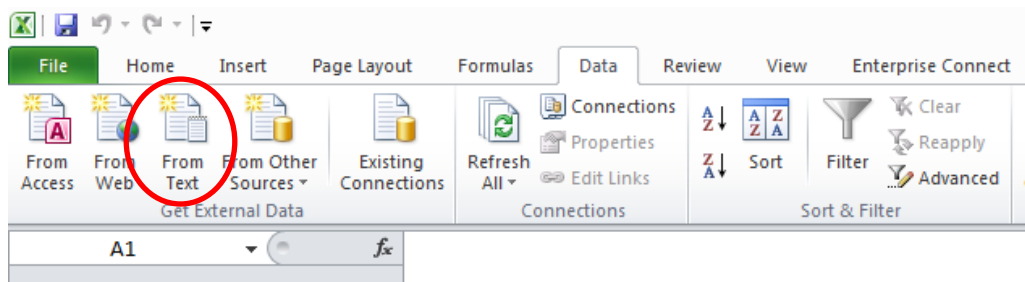 File Home Insert Page Layout Formulas Data Review View Enterprise Connect
From Access
From Web
From Text
From Other Sources
Existing Connections
Get External Data
Refresh All
Connections
Properties
Edit Links
Connections
Sort
Filter
Clear
Reapply
Advanced
Sort & Filter
A1 fx